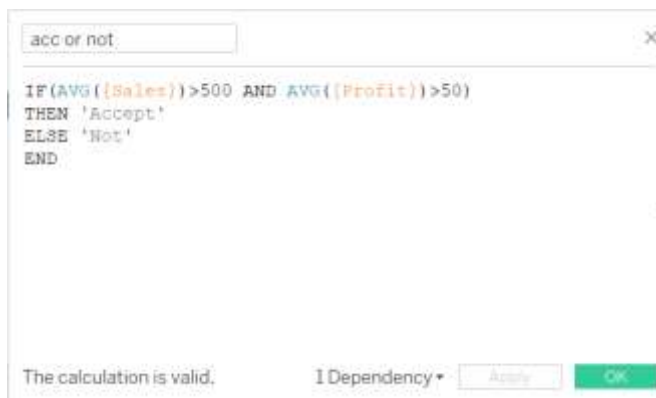 acc or not
IF(AVG([Sales])>500 AND AVG([Profit])>50)
THEN 'Accept'
ELSE 'Not'
END
The calculation is valid.
1 Dependency
Apply
OK